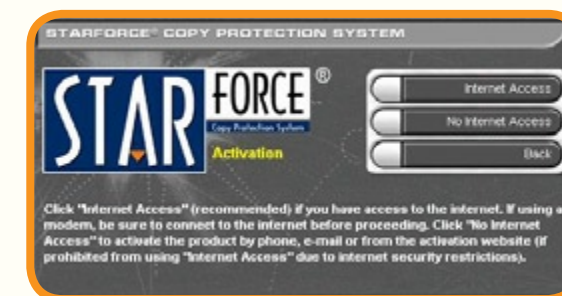 STARFORCE® COPY PROTECTION SYSTEM
STAR FORCE ®
Copy Protection System
Activation
Internet Access
No Internet Access
Back
Click "Internet Access" (recommended) if you have access to the internet. If using a
modem, be sure to connect to the internet before proceeding. Click "No Internet
Access" to activate the product by phone, e-mail or from the activation website (if
prohibited from using "Internet Access" due to internet security restrictions).